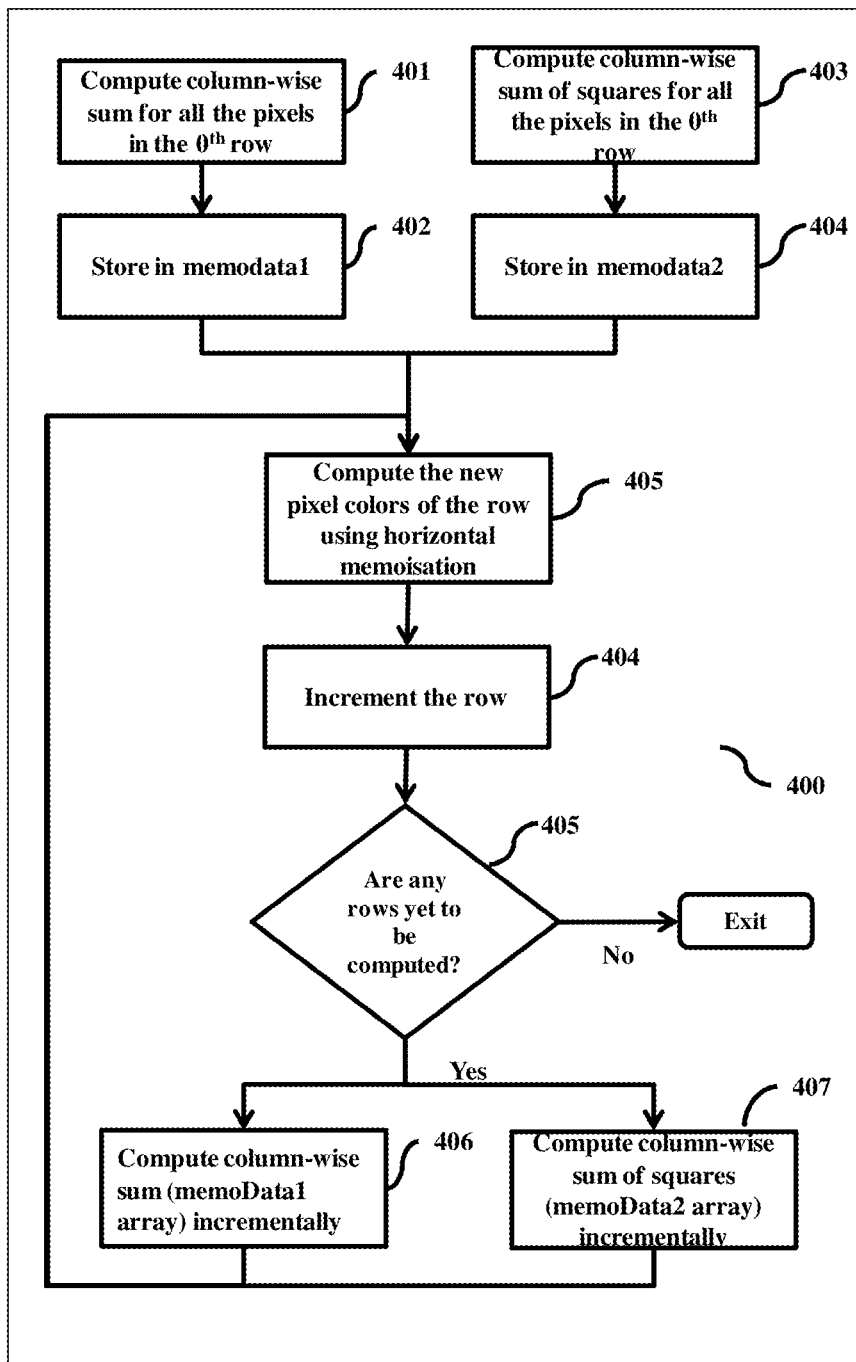 Compute column-wise
sum for all the pixels
in the 0th row
401
Compute column-wise
sum of squares for all
the pixels in the 0th
row
403
Store in memodata1
402
Store in memodata2
404
Compute the new
pixel colors of the row
using horizontal
memoisation
405
Increment the row
404
400
Are any
rows yet to
be
computed?
405
No
Exit
Yes
Compute column-wise
sum (memoData1
array) incrementally
406
Compute column-wise
sum of squares
(memoData2 array)
incrementally
407